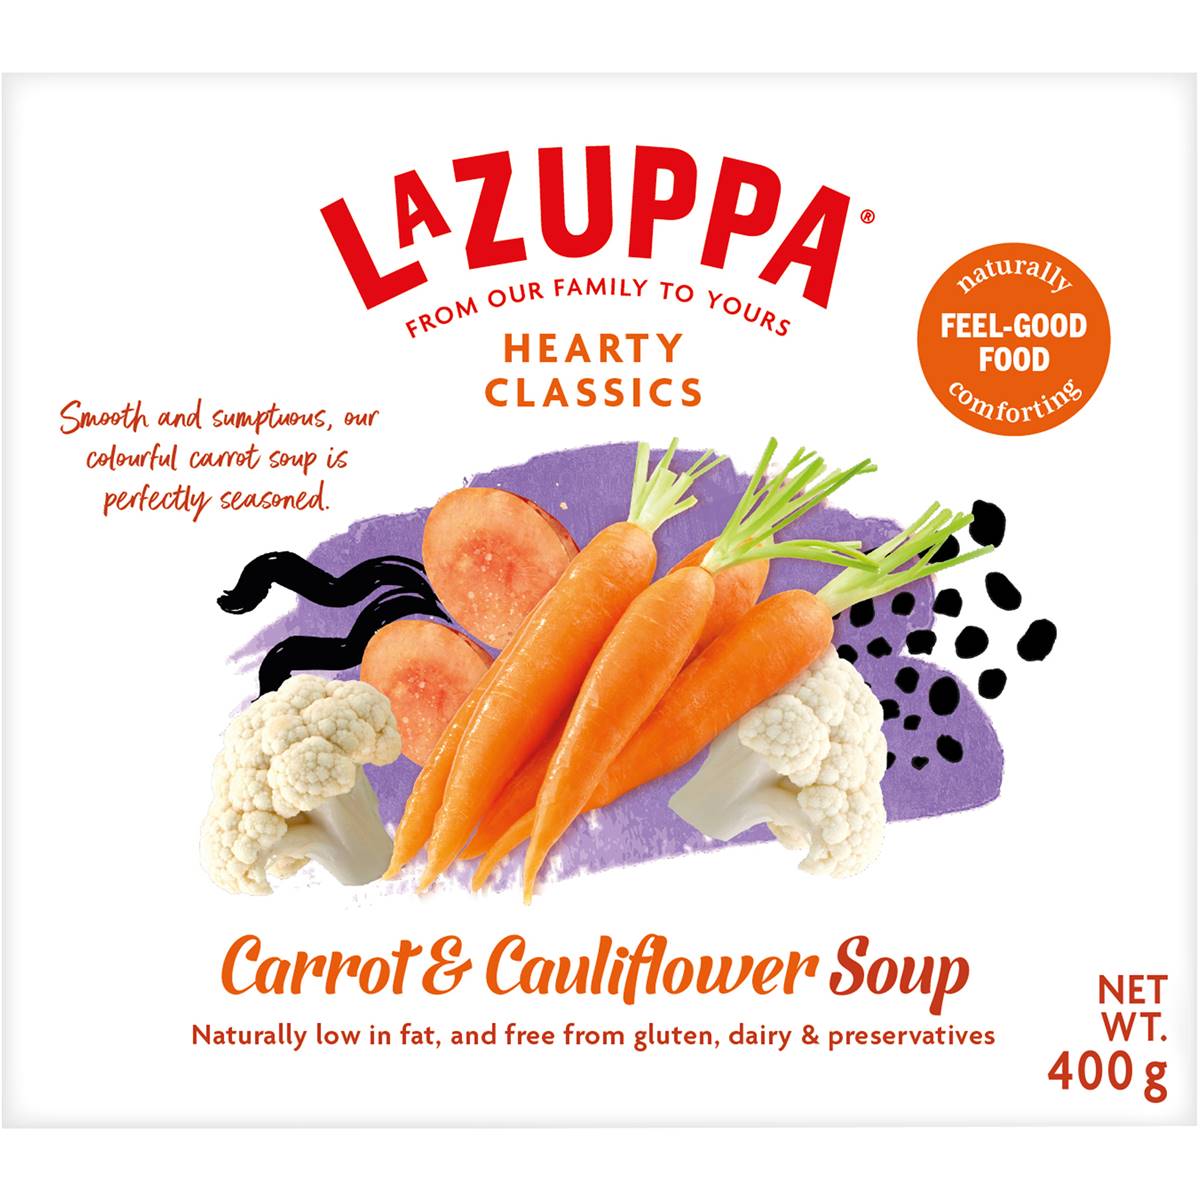 LAZUPPA®
FROM OUR FAMILY TO YOURS
HEARTY
CLASSICS
naturally
FEEL-GOOD
FOOD
comforting
Smooth and sumptuous, our
colourful carrot soup is
perfectly seasoned.
Carrot & Cauliflower Soup
Naturally low in fat, and free from gluten, dairy & preservatives
NET
WT.
400 g